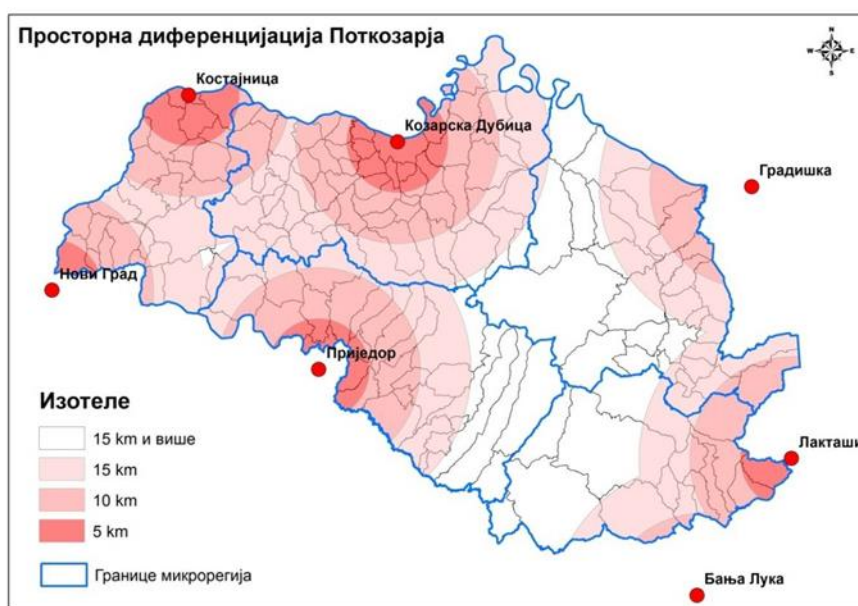 Просторна диференцијација Поткозарја
N
W
E
S
Костајница
Козарска Дубица
Градишка
Нови Град
Приједор
Изотеле
15 km и више
15 km
10 km
5 km
Лакташи
Границе микрорегија
Бања Лука